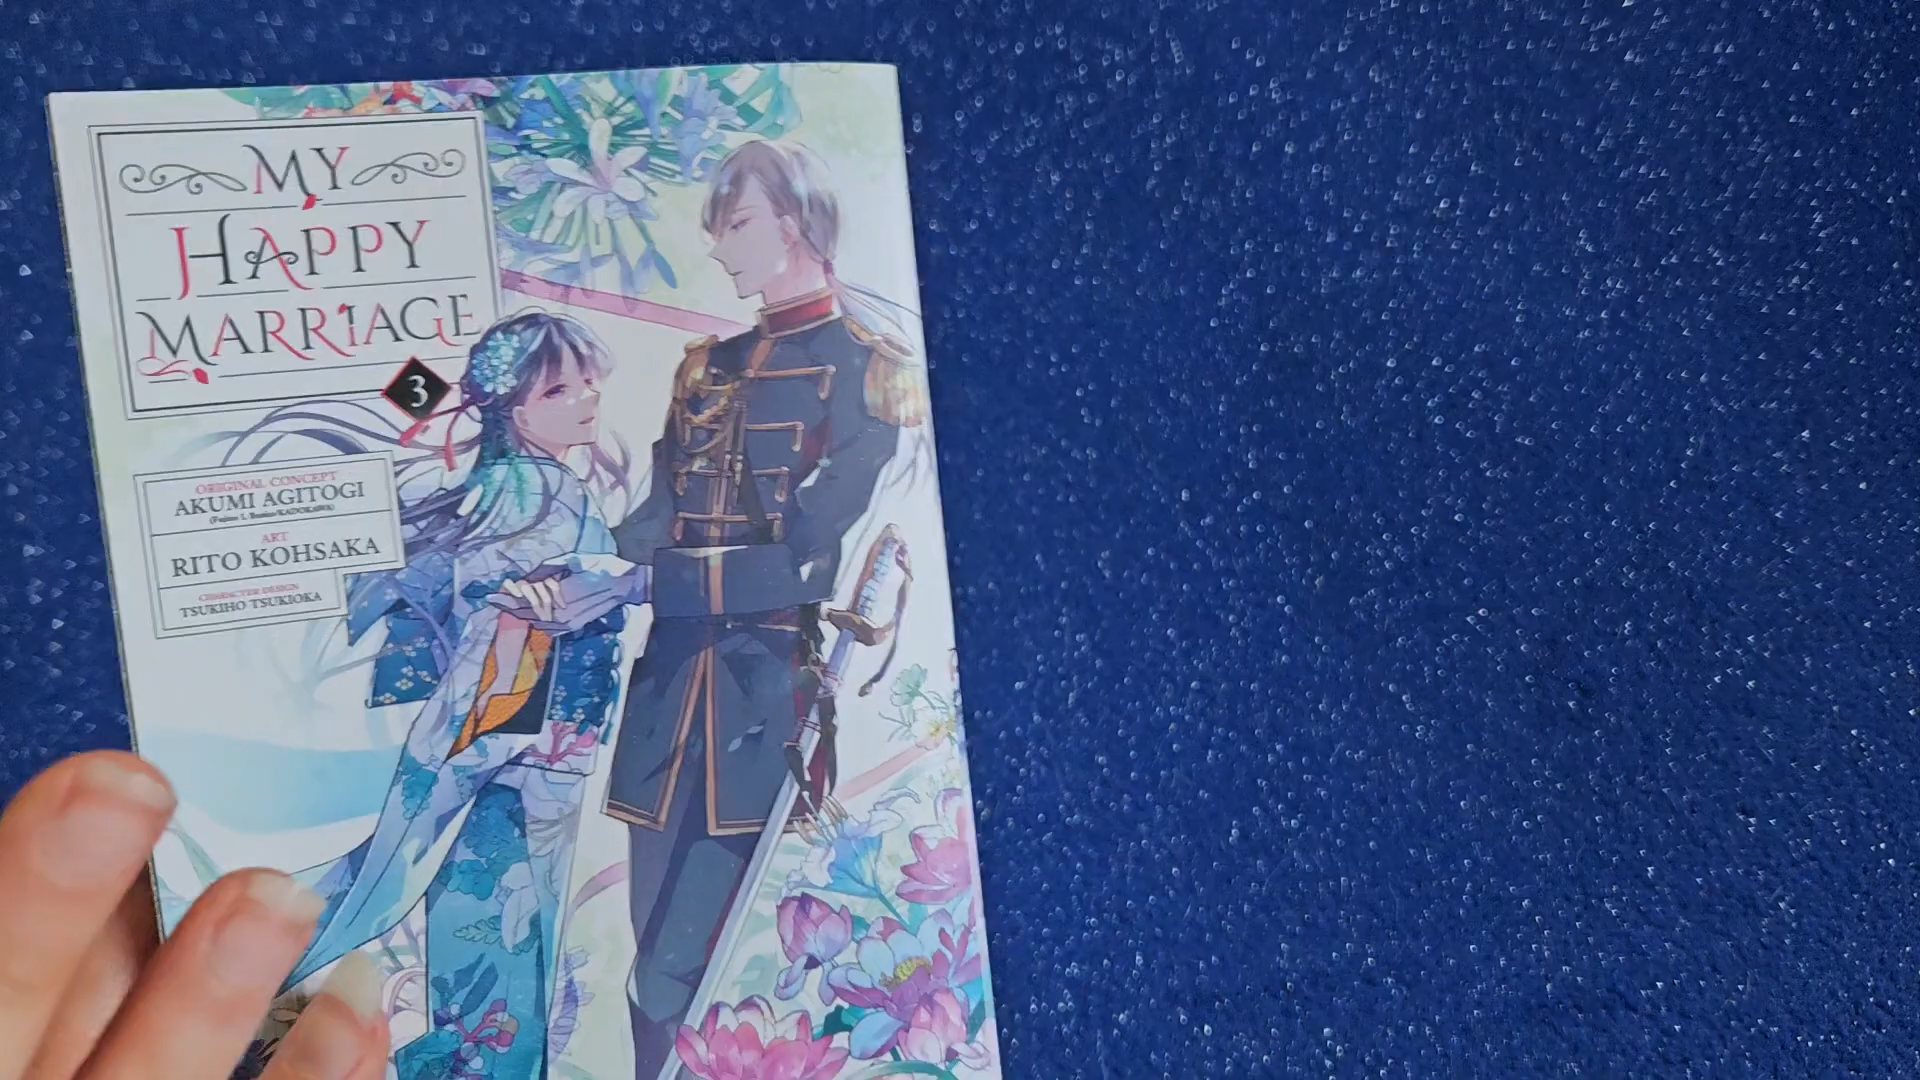 MY
HAPPY
MARRIAGE
3
ORIGINAL CONCEPT
AKUMI AGITOGI
(Fujimi L Bunko/KADOKAWA)
ART
RITO KOHSAKA
CHARACTER DESIGN
TSUKIHO TSUKIOKA